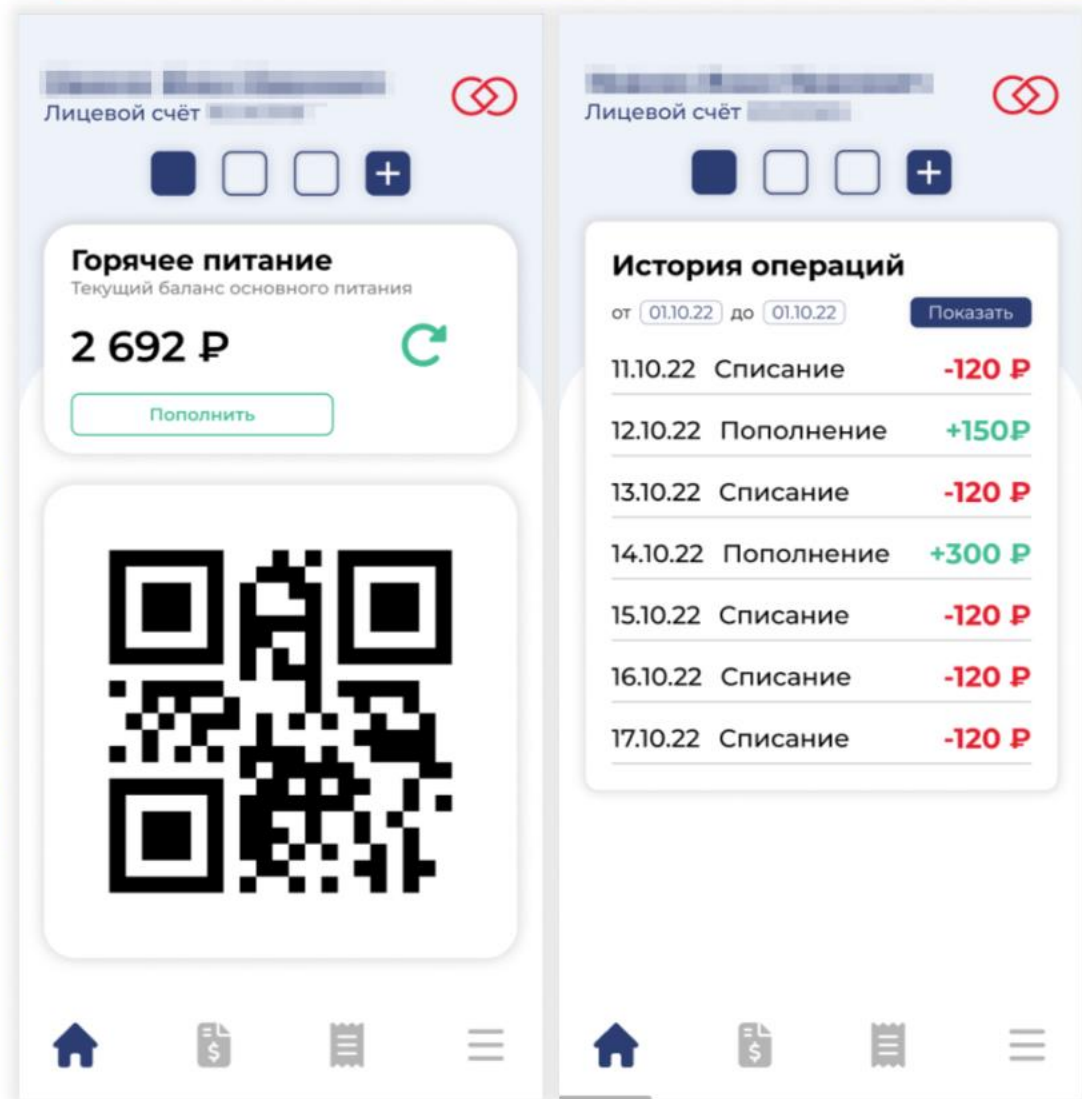 Лицевой счёт
Горячее питание
Текущий баланс основного питания
2 692 ₽
Пополнить
Лицевой счёт
История операций
от 01.10.22 до 01.10.22 Показать
11.10.22 Списание -120 ₽
12.10.22 Пополнение +150₽
13.10.22 Списание -120 ₽
14.10.22 Пополнение +300 ₽
15.10.22 Списание -120 ₽
16.10.22 Списание -120 ₽
17.10.22 Списание -120 ₽